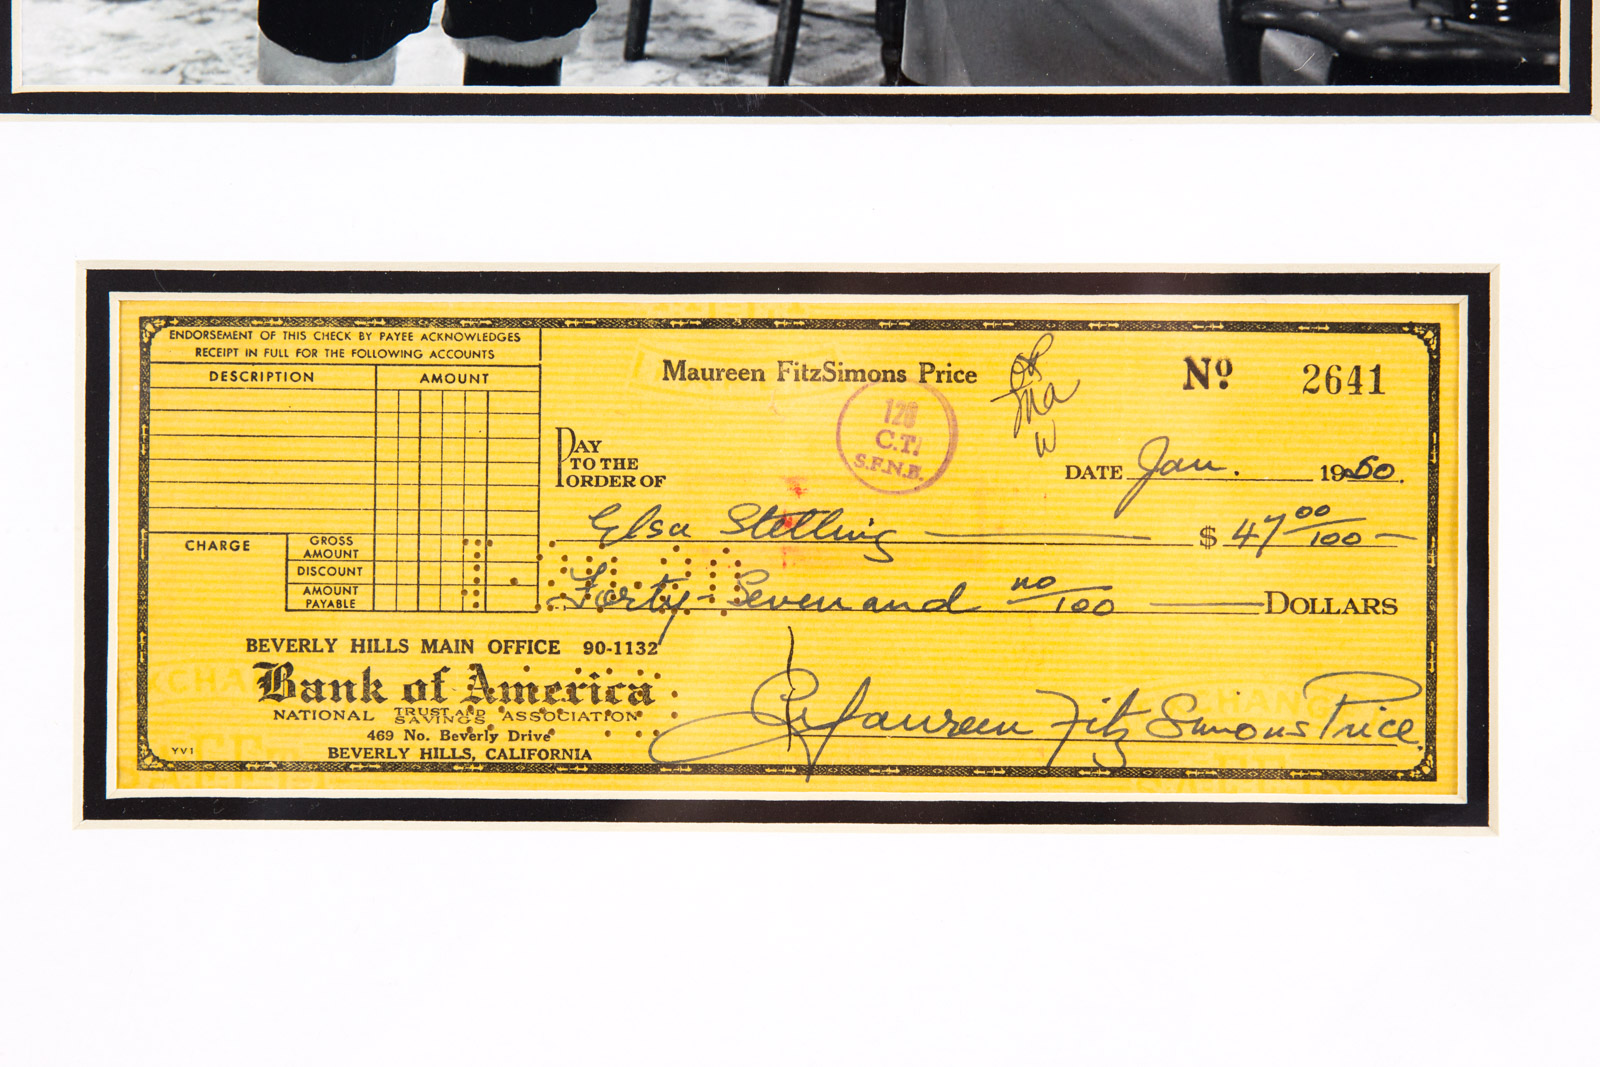 ENDORSEMENT OF THIS CHECK BY PAYEE ACKNOWLEDGES
RECEIPT IN FULL FOR THE FOLLOWING ACCOUNTS
DESCRIPTION AMOUNT
CHARGE
GROSS AMOUNT
DISCOUNT
AMOUNT PAYABLE
Maureen FitzSimons Price
OK
No. 2641
128
C.T.
S.F.N.B.
PAY TO THE ORDER OF
DATE Jan. 1950.
Elsa Stelling $ 47 00/100
Forty-Seven and no/100 DOLLARS
BEVERLY HILLS MAIN OFFICE 90-1132
Bank of America
NATIONAL TRUST AND SAVINGS ASSOCIATION
469 No. Beverly Drive
BEVERLY HILLS, CALIFORNIA
YV1
Maureen FitzSimons Price